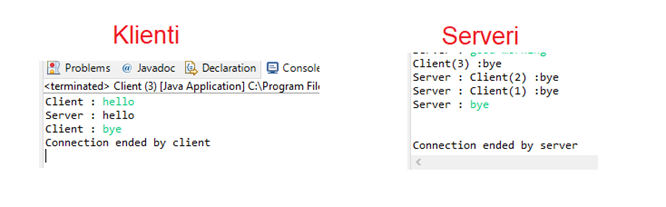 Klienti
Problems @ Javadoc Declaration Console
<terminated> Client (3) [Java Application] C:\Program File
Client : hello
Server : hello
Client : bye
Connection ended by client
Serveri
Server : good morning
Client(3) :bye
Server : Client(2) :bye
Server : Client(1) :bye
Server : bye
Connection ended by server